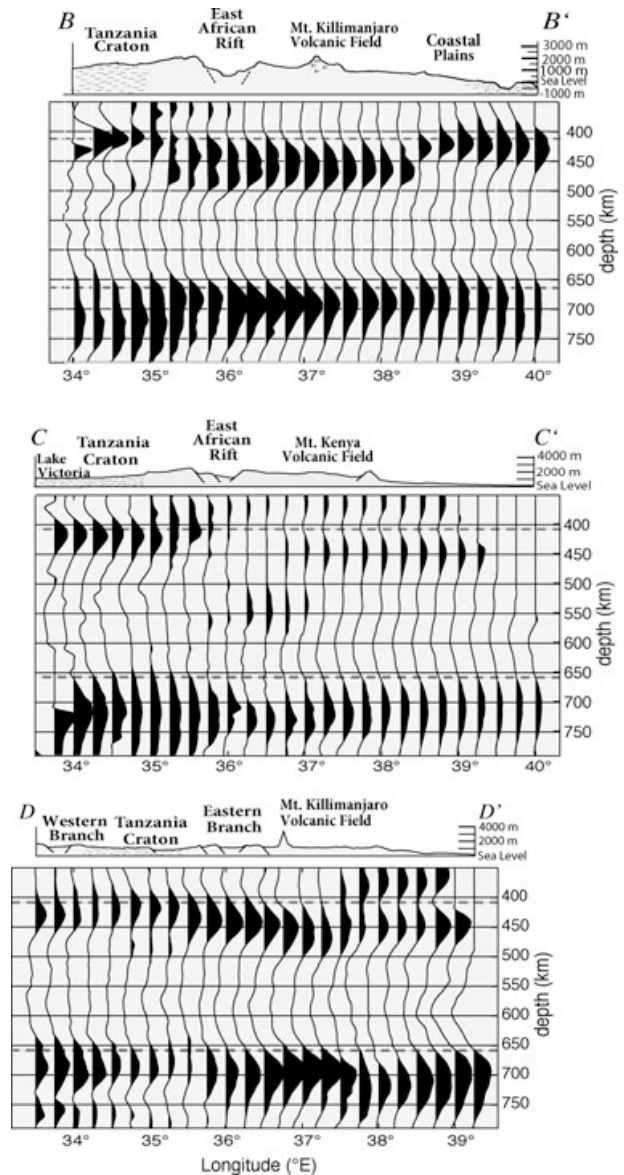 B B'
Tanzania
Craton
East
African
Rift
Mt. Killimanjaro
Volcanic Field
Coastal
Plains
3000 m
2000 m
1000 m
Sea Level
-1000 m
400
450
500
550
600
650
700
750
depth (km)
34° 35° 36° 37° 38° 39° 40°
C C'
Lake
Victoria
Tanzania
Craton
East
African
Rift
Mt. Kenya
Volcanic Field
4000 m
2000 m
Sea Level
400
450
500
550
600
650
700
750
depth (km)
34° 35° 36° 37° 38° 39° 40°
D D'
Western
Branch
Tanzania
Craton
Eastern
Branch
Mt. Killimanjaro
Volcanic Field
4000 m
2000 m
Sea Level
400
450
500
550
600
650
700
750
depth (km)
34° 35° 36° 37° 38° 39°
Longitude (°E)